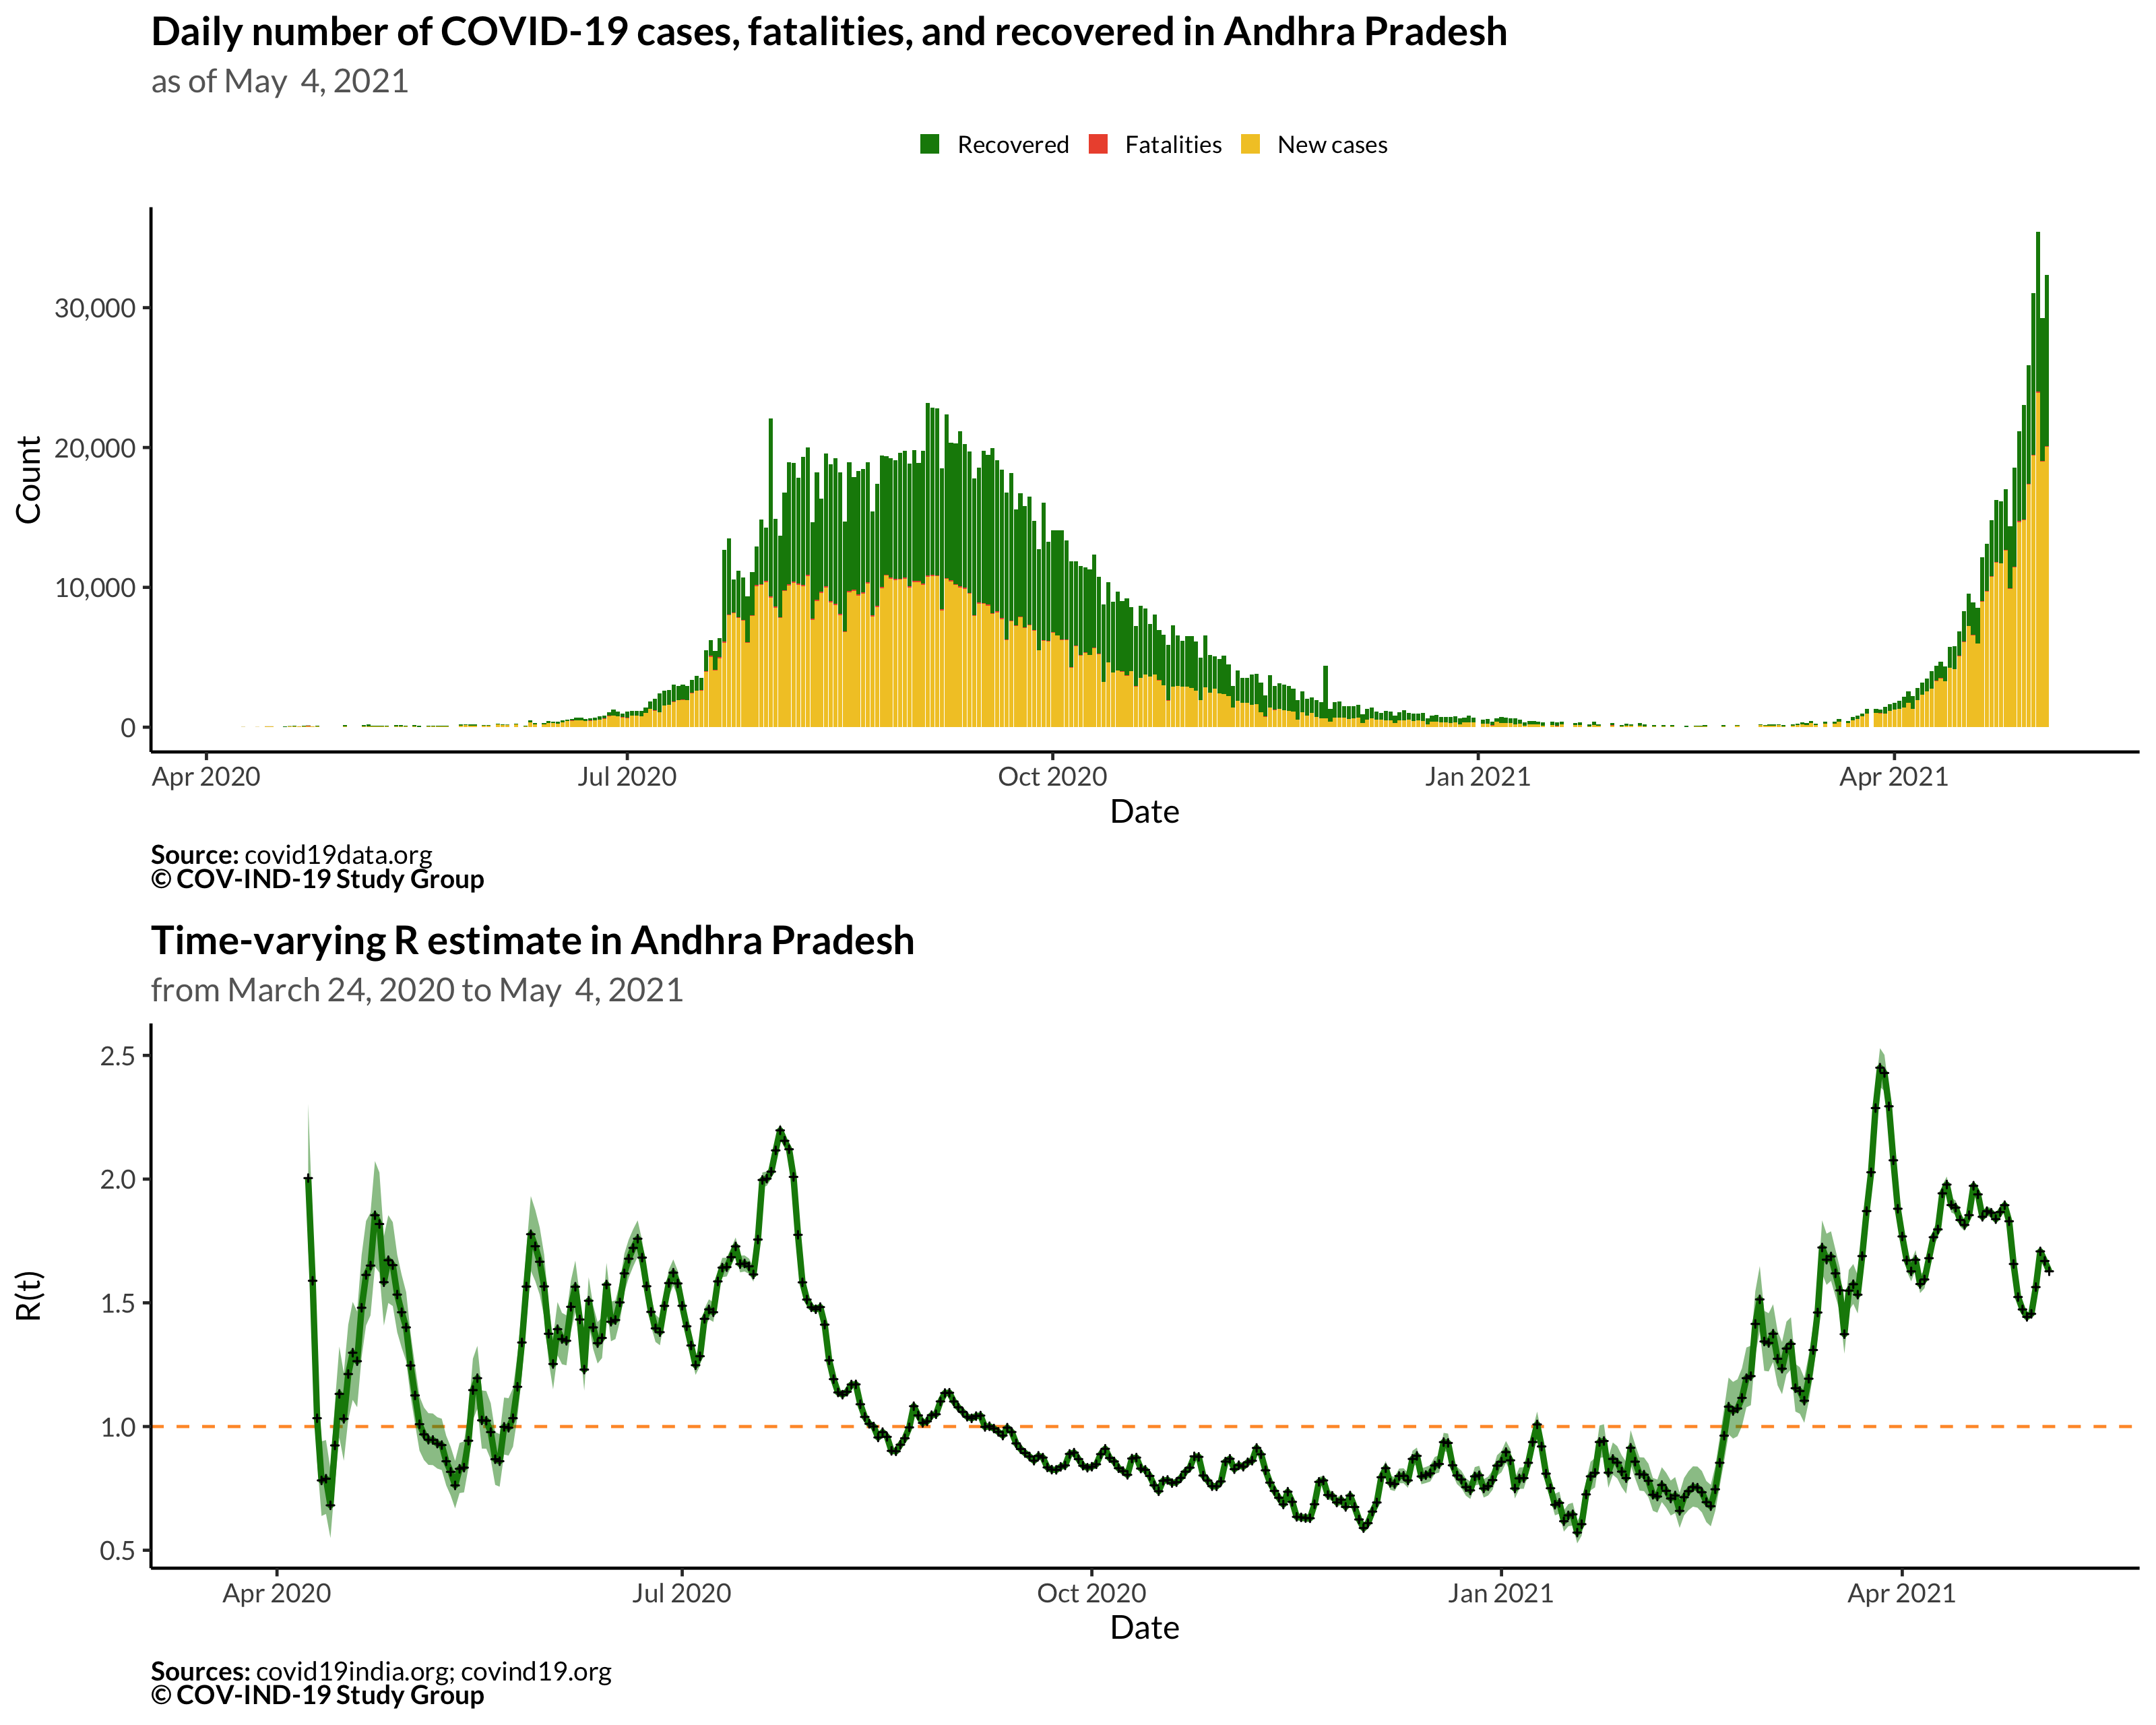 Daily number of COVID-19 cases, fatalities, and recovered in Andhra Pradesh
as of May  4, 2021
Recovered Fatalities New cases
Count
30,000
20,000
10,000
0
Apr 2020 Jul 2020 Oct 2020 Jan 2021 Apr 2021
Date
Source: covid19data.org
© COV-IND-19 Study Group
Time-varying R estimate in Andhra Pradesh
from March 24, 2020 to May  4, 2021
R(t)
2.5
2.0
1.5
1.0
0.5
Apr 2020 Jul 2020 Oct 2020 Jan 2021 Apr 2021
Date
Sources: covid19india.org; covind19.org
© COV-IND-19 Study Group